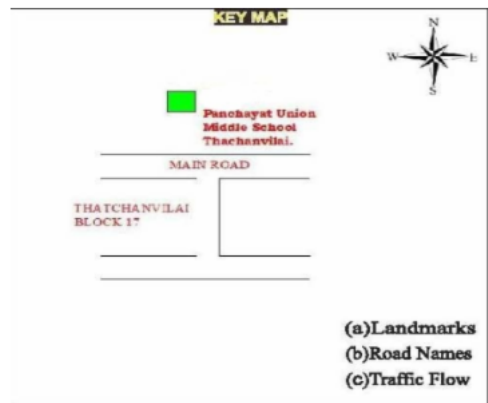 KEY MAP
N
W
E
S
Panchayat Union
Middle School
Thachanvilai.
MAIN ROAD
THATCHANVILAI
BLOCK 17
(a)Landmarks
(b)Road Names
(c)Traffic Flow